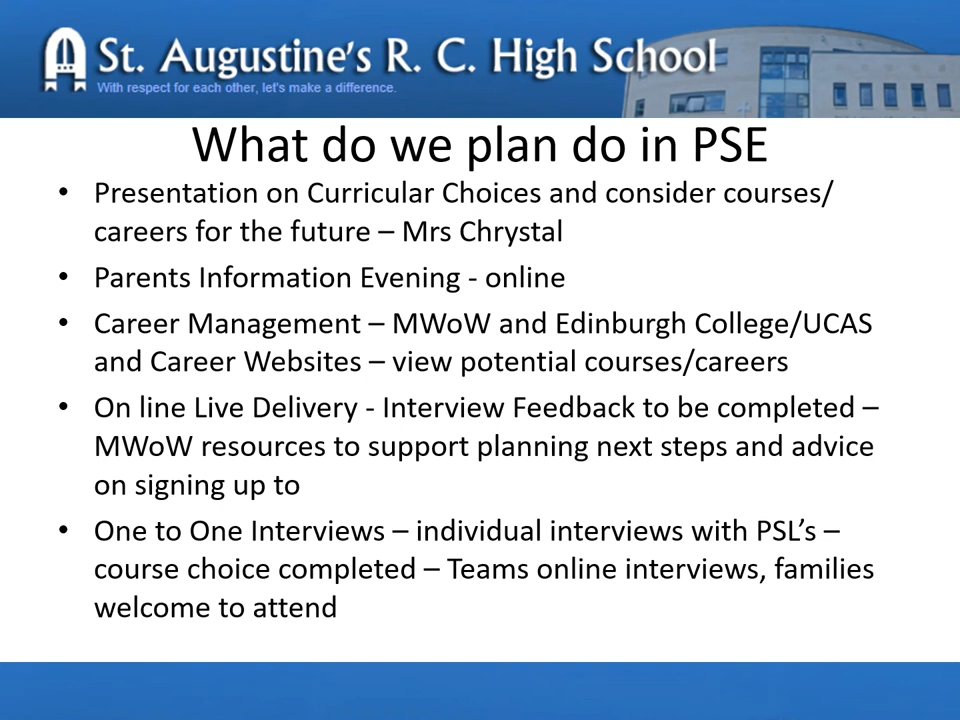 St. Augustine's R. C. High School
With respect for each other, let's make a difference.
What do we plan do in PSE
• Presentation on Curricular Choices and consider courses/
careers for the future – Mrs Chrystal
• Parents Information Evening - online
• Career Management – MWoW and Edinburgh College/UCAS
and Career Websites – view potential courses/careers
• On line Live Delivery - Interview Feedback to be completed –
MWoW resources to support planning next steps and advice
on signing up to
• One to One Interviews – individual interviews with PSL’s –
course choice completed – Teams online interviews, families
welcome to attend